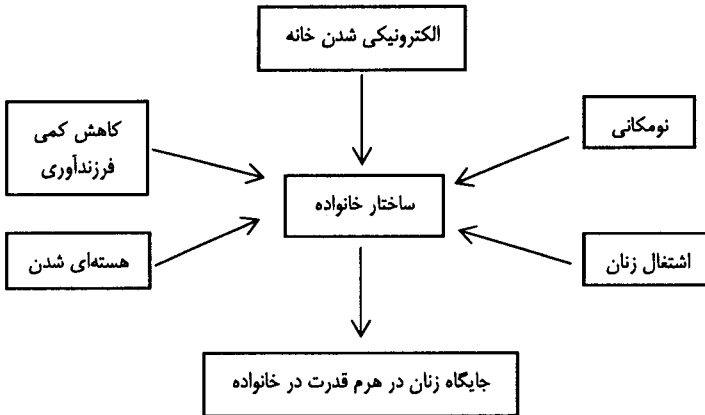 الکترونیکی شدن خانه
نومکانی
کاهش کمی
فرزندآوری
ساختار خانواده
اشتغال زنان
هسته‌ای شدن
جایگاه زنان در هرم قدرت در خانواده